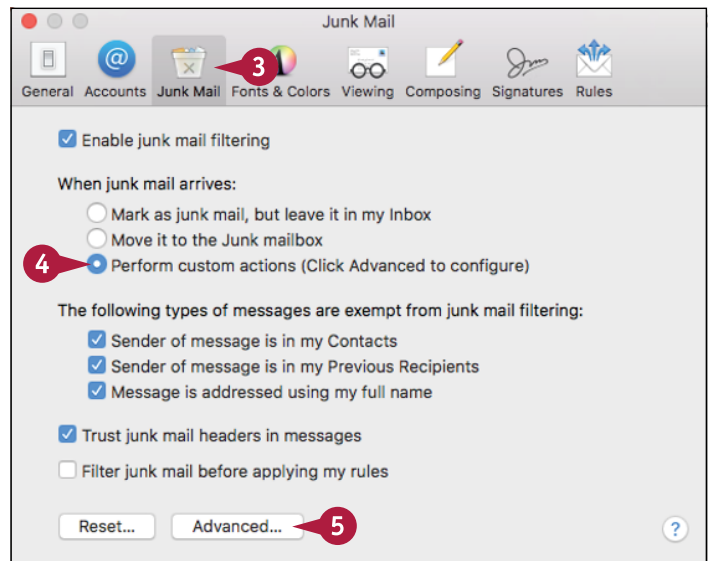 Junk Mail
General Accounts Junk Mail Fonts & Colors Viewing Composing Signatures Rules
3
Enable junk mail filtering
When junk mail arrives:
Mark as junk mail, but leave it in my Inbox
Move it to the Junk mailbox
4 Perform custom actions (Click Advanced to configure)
The following types of messages are exempt from junk mail filtering:
Sender of message is in my Contacts
Sender of message is in my Previous Recipients
Message is addressed using my full name
Trust junk mail headers in messages
Filter junk mail before applying my rules
Reset... Advanced... 5 ?